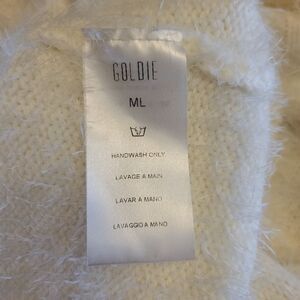 GOLDIE
ML
HANDWASH ONLY
LAVAGE A MAIN
LAVAR A MANO
LAVAGGIO A MANO